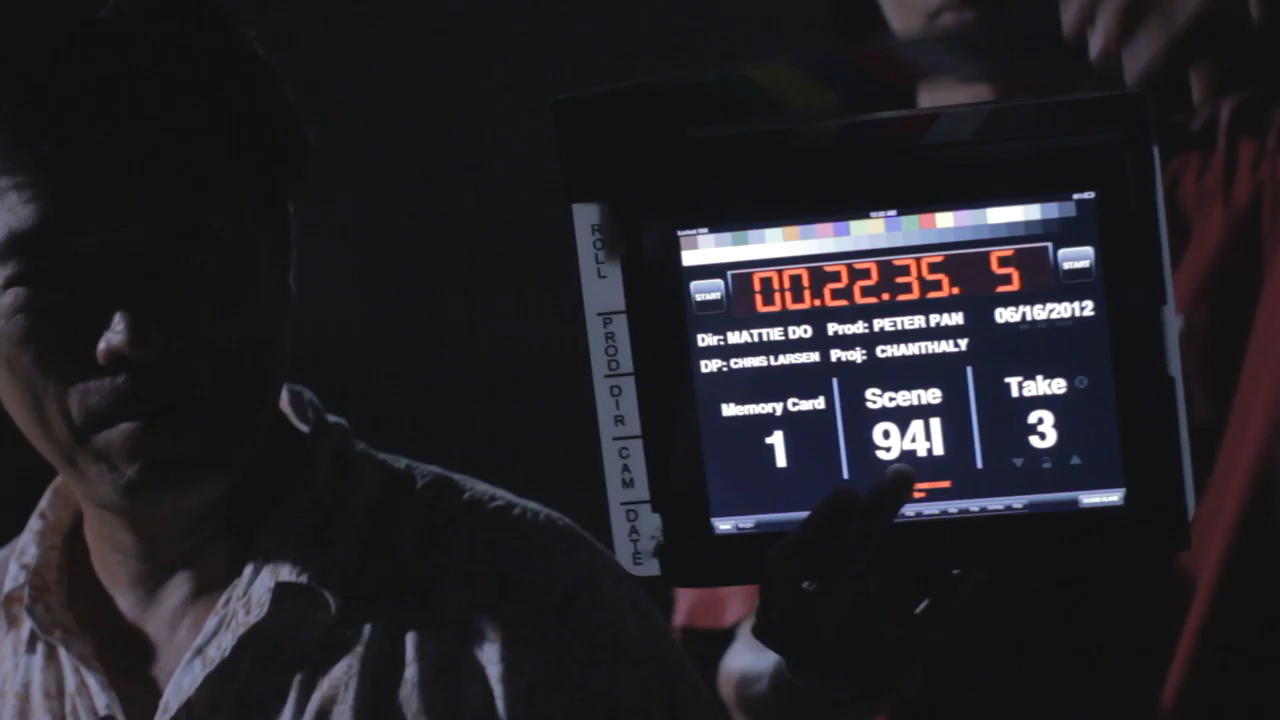 ROLL
PROD
DIR
CAM
DATE
START
00.22.35. 5
START
Dir: MATTIE DO Prod: PETER PAN 06/16/2012
DP: CHRIS LARSEN Proj: CHANTHALY
Memory Card Scene Take
1 94I 3